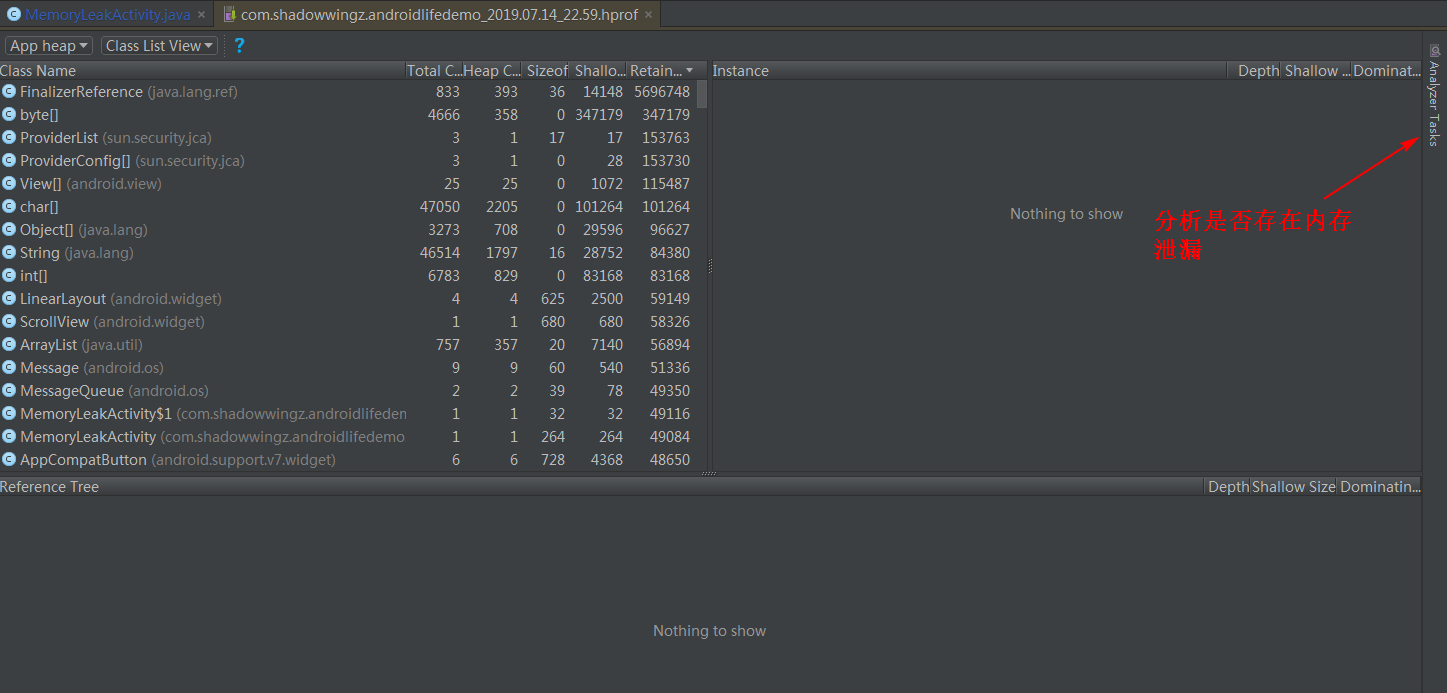 MemoryLeakActivity.java × com.shadowwingz.androidlifedemo_2019.07.14_22.59.hprof ×
App heap Class List View ?
Class Name Total C... Heap C... Sizeof Shallo... Retain... Instance Depth Shallow ... Dominat...
FinalizerReference (java.lang.ref) 833 393 36 14148 5696748
byte[] 4666 358 0 347179 347179
ProviderList (sun.security.jca) 3 1 17 17 153763
ProviderConfig[] (sun.security.jca) 3 1 0 28 153730
View[] (android.view) 25 25 0 1072 115487
char[] 47050 2205 0 101264 101264
Object[] (java.lang) 3273 708 0 29596 96627
String (java.lang) 46514 1797 16 28752 84380
int[] 6783 829 0 83168 83168
LinearLayout (android.widget) 4 4 625 2500 59149
ScrollView (android.widget) 1 1 680 680 58326
ArrayList (java.util) 757 357 20 7140 56894
Message (android.os) 9 9 60 540 51336
MessageQueue (android.os) 2 2 39 78 49350
MemoryLeakActivity$1 (com.shadowwingz.androidlifeden 1 1 32 32 49116
MemoryLeakActivity (com.shadowwingz.androidlifedemo 1 1 264 264 49084
AppCompatButton (android.support.v7.widget) 6 6 728 4368 48650
Nothing to show
分析是否存在内存
泄漏
Analyzer Tasks
Reference Tree Depth Shallow Size Dominatin...
Nothing to show